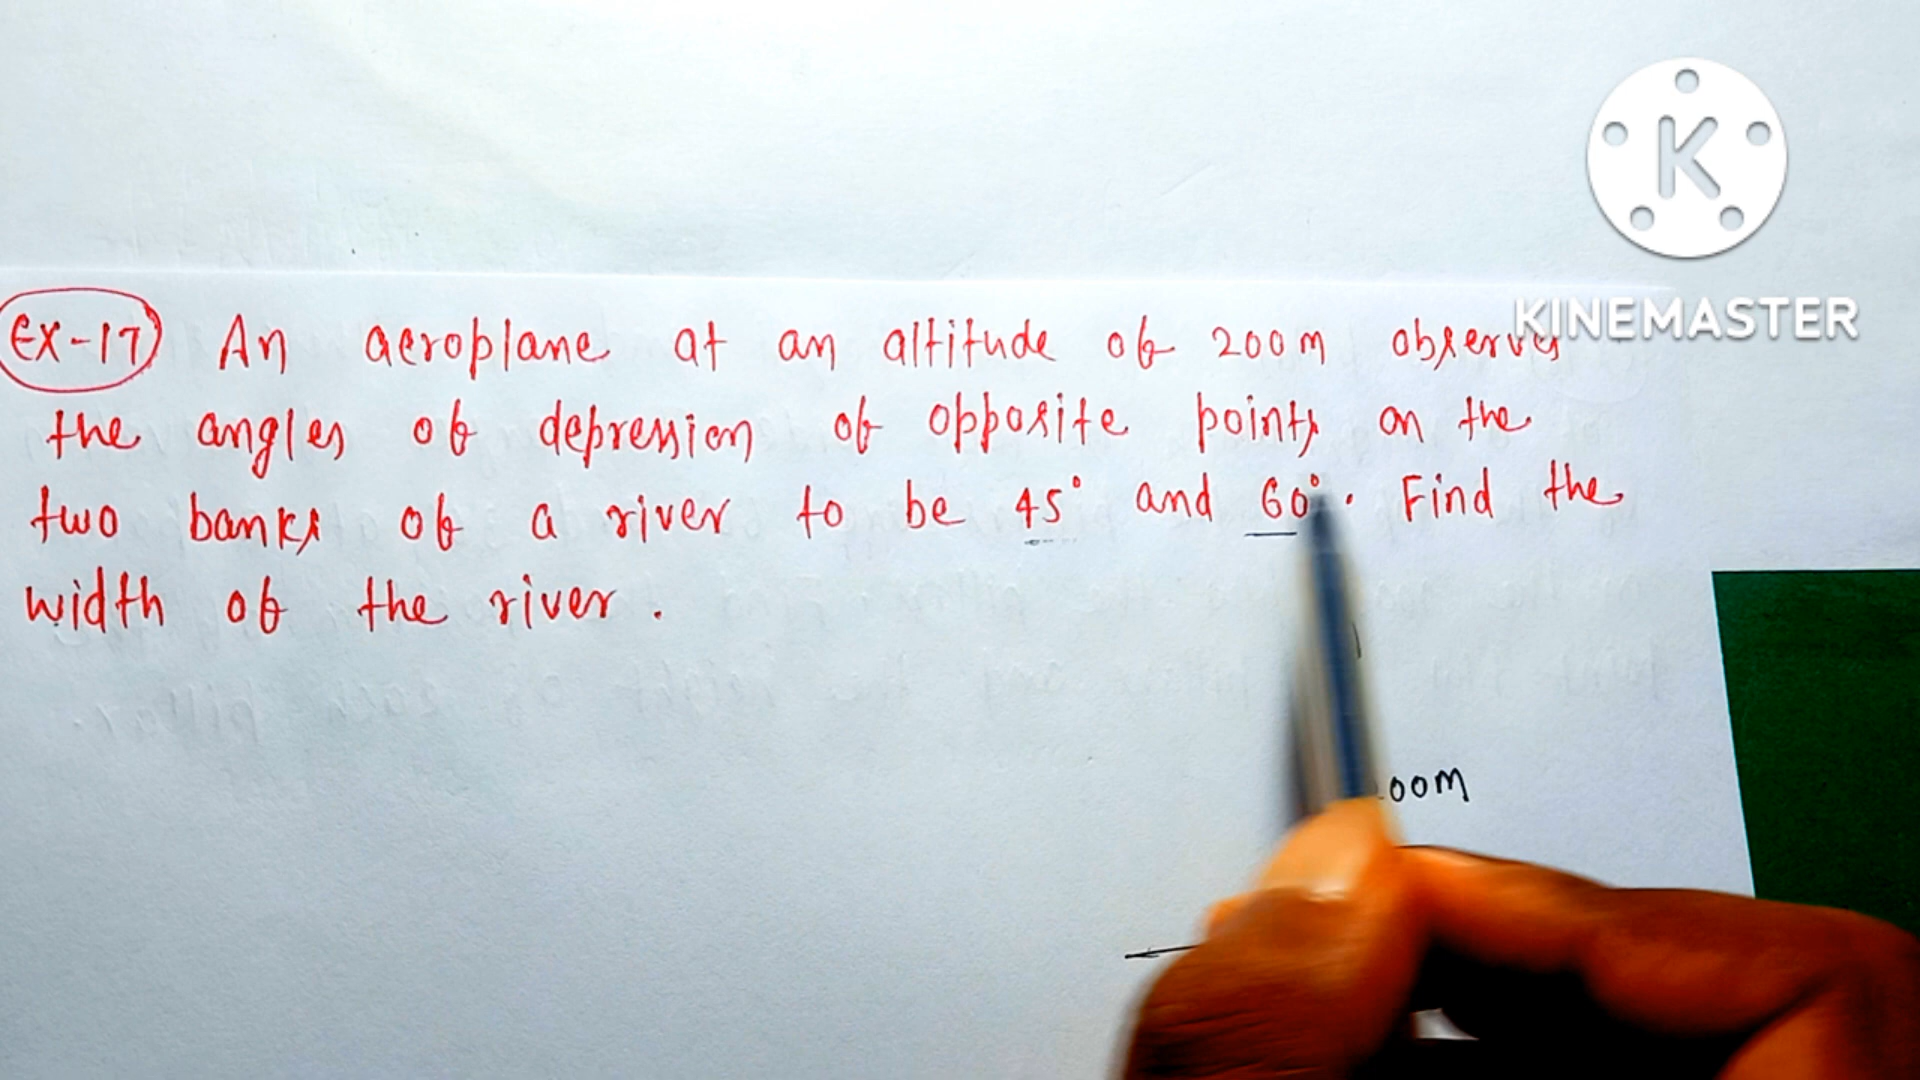 KINEMASTER
Ex-17 An aeroplane at an altitude of 200m observes
the angles of depression of opposite points on the
two banks of a river to be 45° and 60°. Find the
width of the river.
00m